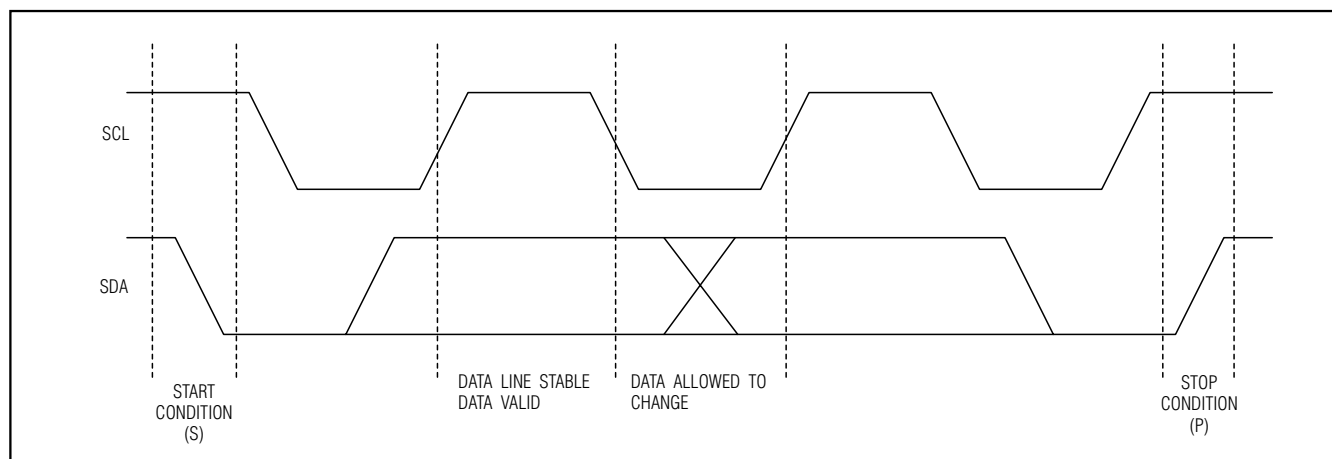 SCL
SDA
START
CONDITION
(S)
DATA LINE STABLE
DATA VALID
DATA ALLOWED TO
CHANGE
STOP
CONDITION
(P)